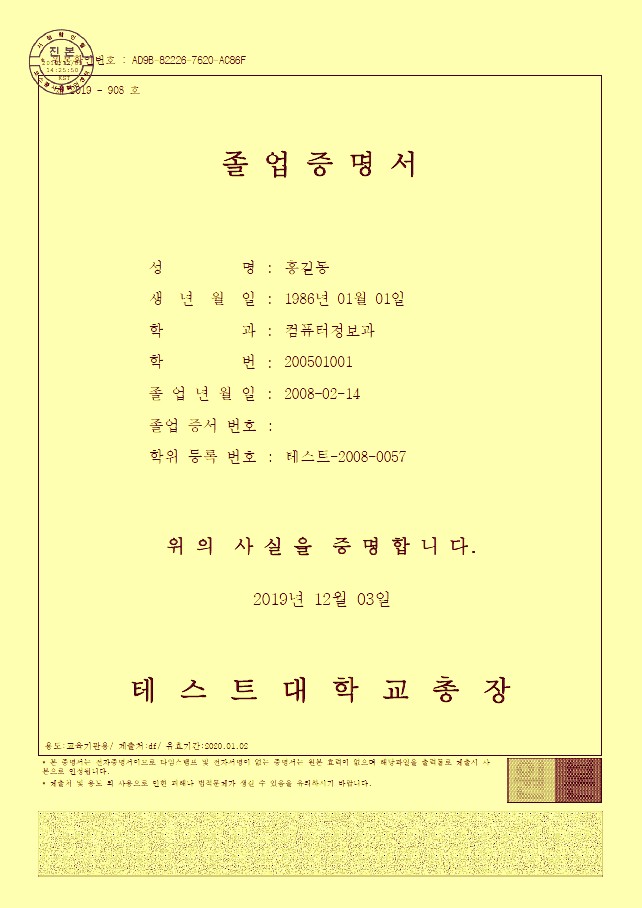 진 본
14:25:58
KST
문서확인번호 : AD9B-82226-7620-AC86F
제 2019 - 908 호
졸 업 증 명 서
성 명 : 홍길동
생 년 월 일 : 1986년 01월 01일
학 과 : 컴퓨터정보과
학 번 : 200501001
졸 업 년 월 일 : 2008-02-14
졸업 증서 번호 :
학위 등록 번호 : 테스트-2008-0057
위 의 사 실 을 증 명 합 니 다.
2019년 12월 03일
테 스 트 대 학 교 총 장
용도:교육기관용/ 제출처:df/ 유효기간:2020.01.02
* 본 증명서는 전자증명서이므로 타임스탬프 및 전자서명이 없는 증명서는 원본 효력이 없으며 해당파일을 출력물로 제출시 사
본으로 인정됩니다.
* 제출처 및 용도 외 사용으로 인한 피해나 법적문제가 생길 수 있음을 유의하시기 바랍니다.